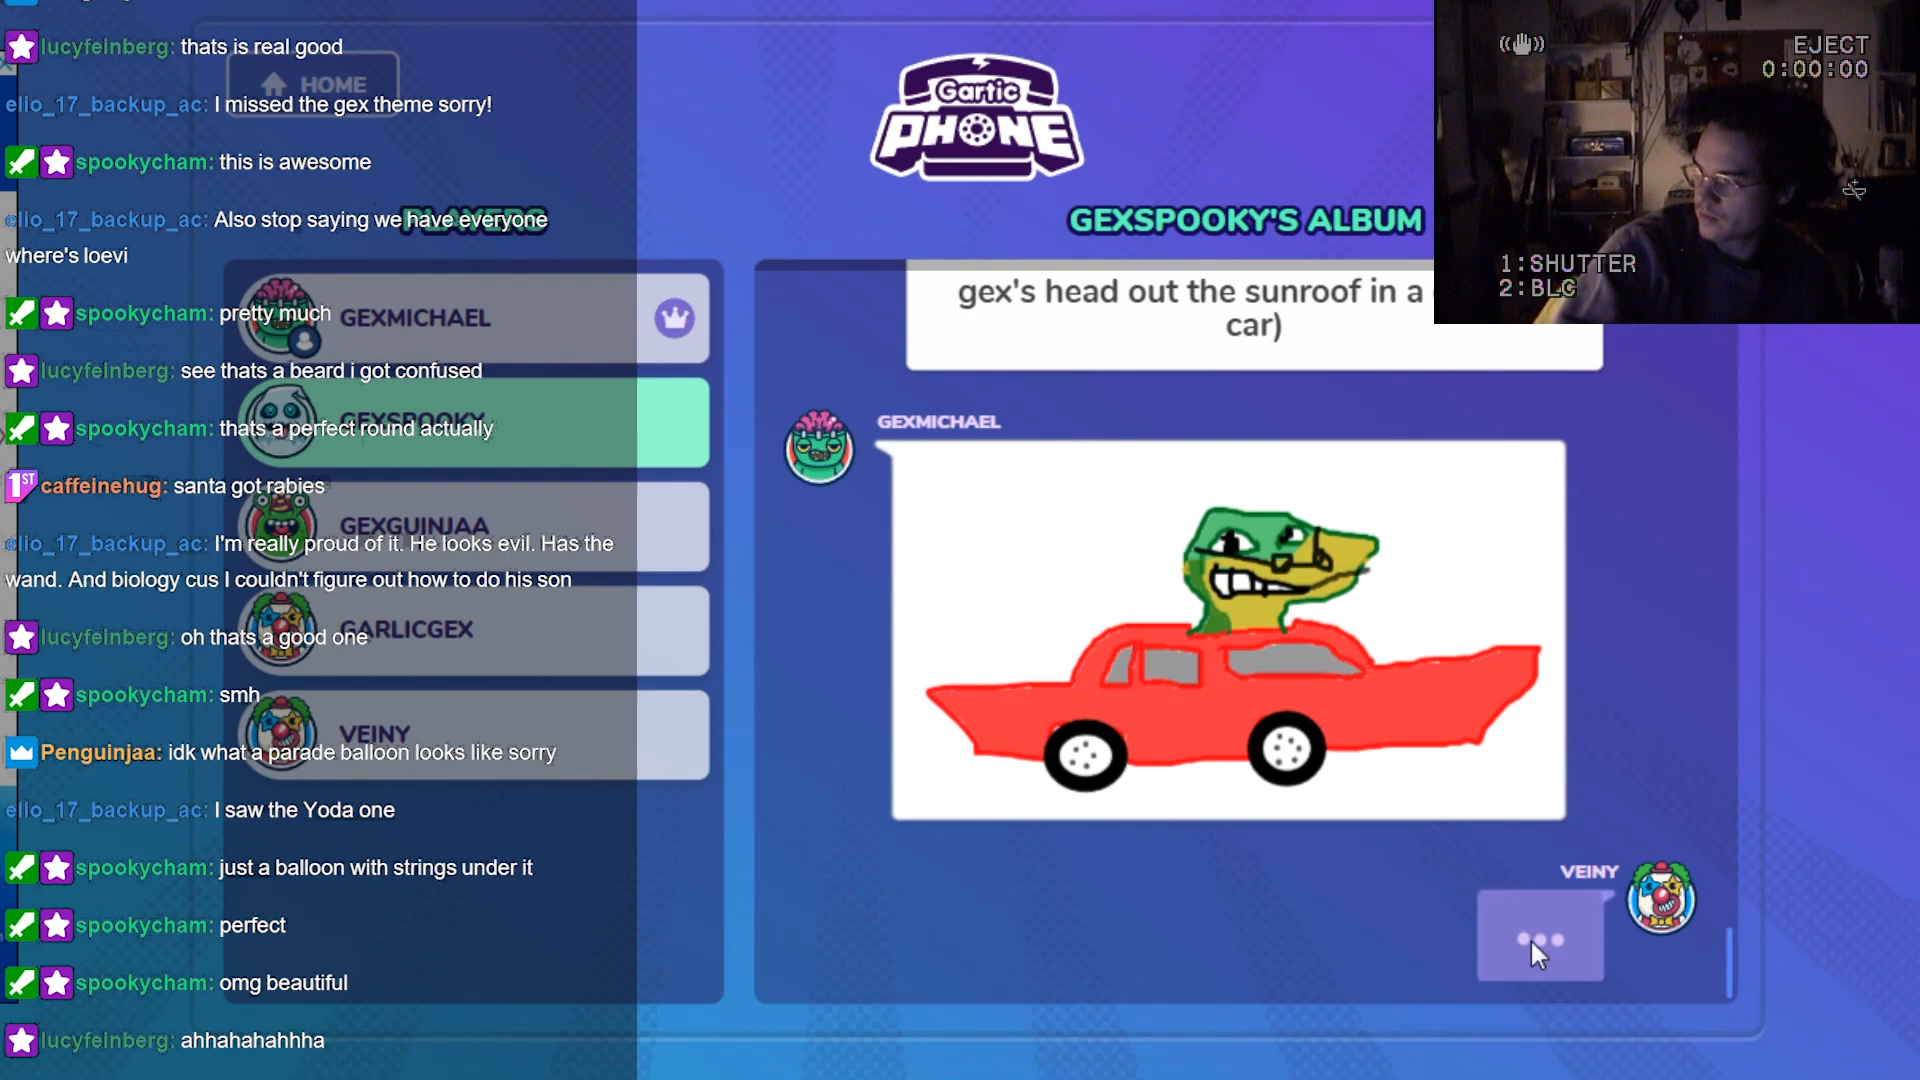 lucyfeinberg: thats is real good
elio_17_backup_ac: I missed the gex theme sorry!
spookycham: this is awesome
elio_17_backup_ac: Also stop saying we have everyone
where's loevi
spookycham: pretty much
lucyfeinberg: see thats a beard i got confused
spookycham: thats a perfect round actually
1ST caffeinehug: santa got rabies
elio_17_backup_ac: I'm really proud of it. He looks evil. Has the
wand. And biology cus I couldn't figure out how to do his son
lucyfeinberg: oh thats a good one
spookycham: smh
Penguinjaa: idk what a parade balloon looks like sorry
elio_17_backup_ac: I saw the Yoda one
spookycham: just a balloon with strings under it
spookycham: perfect
spookycham: omg beautiful
lucyfeinberg: ahhahahahhha
HOME
PLAYERS
GEXMICHAEL
GEXSPOOKY
GEXGUINJAA
GARLICGEX
VEINY
Gartic
PHONE
GEXSPOOKY'S ALBUM
gex's head out the sunroof in a
car)
GEXMICHAEL
VEINY
EJECT
0:00:00
1:SHUTTER
2:BLC